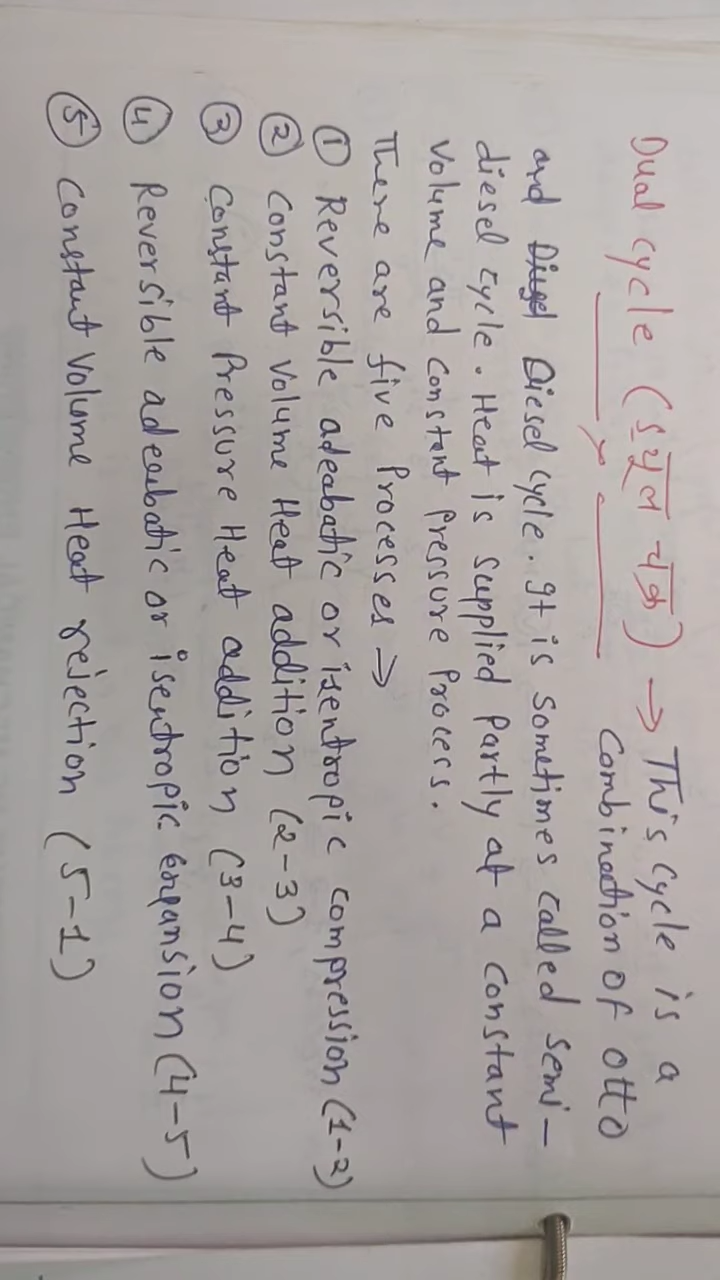 Dual cycle (ड्यूल चक्र) → This cycle is a
combination of otto
and Diesel cycle. It is sometimes called semi-
diesel cycle. Heat is supplied partly at a constant
volume and constant pressure process.
There are five processes →
① Reversible adeabatic or isentropic compression (1-2)
② constant volume Heat addition (2-3)
③ constant Pressure Heat addition (3-4)
④ Reversible adeabatic or isentropic expansion (4-5)
⑤ constant volume Heat rejection (5-1)